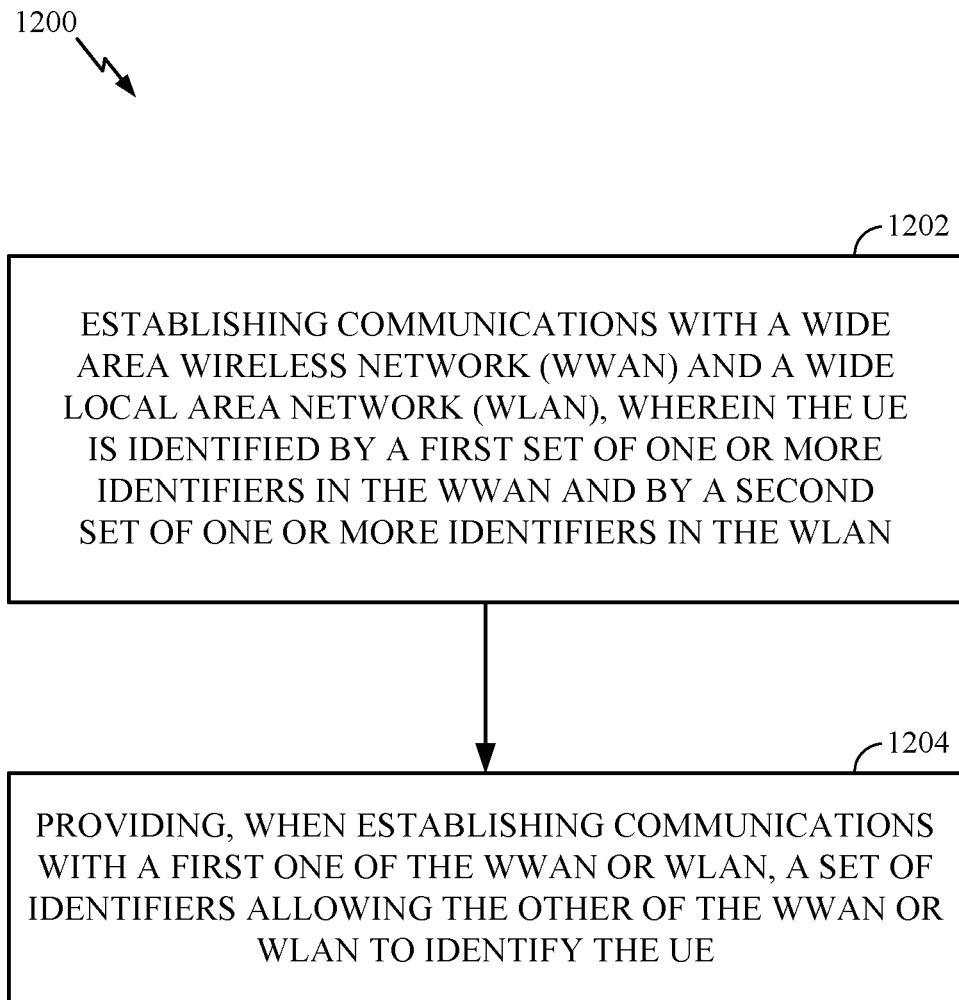 1200
1202
ESTABLISHING COMMUNICATIONS WITH A WIDE
AREA WIRELESS NETWORK (WWAN) AND A WIDE
LOCAL AREA NETWORK (WLAN), WHEREIN THE UE
IS IDENTIFIED BY A FIRST SET OF ONE OR MORE
IDENTIFIERS IN THE WWAN AND BY A SECOND
SET OF ONE OR MORE IDENTIFIERS IN THE WLAN
1204
PROVIDING, WHEN ESTABLISHING COMMUNICATIONS
WITH A FIRST ONE OF THE WWAN OR WLAN, A SET OF
IDENTIFIERS ALLOWING THE OTHER OF THE WWAN OR
WLAN TO IDENTIFY THE UE